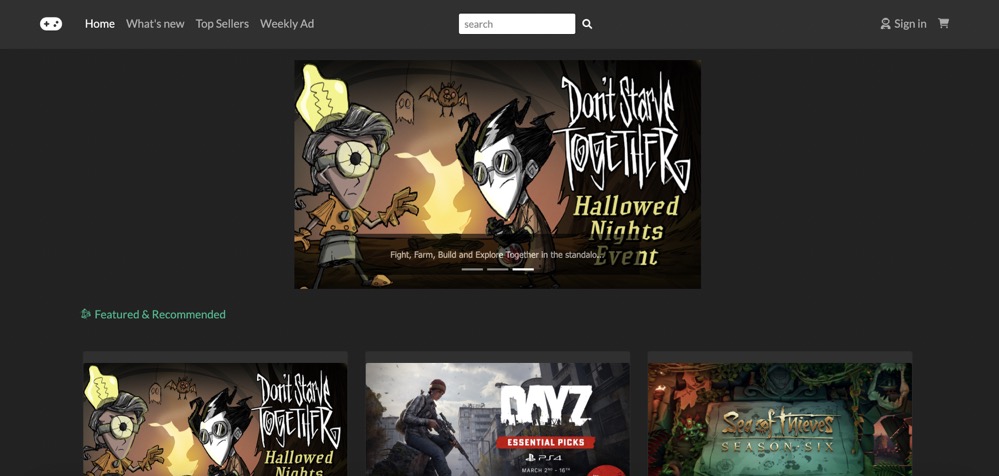 Home What's new Top Sellers Weekly Ad
search
Sign in
DON'T STARVE
TOGETHER
Hallowed
Nights
Event
Fight, Farm, Build and Explore Together in the standalo...
Featured & Recommended
DON'T STARVE
TOGETHER
Hallowed
Nights
DAYZ
ESSENTIAL PICKS
PS4
MARCH 2ND - 16TH
Sea of Thieves
SEASON SIX